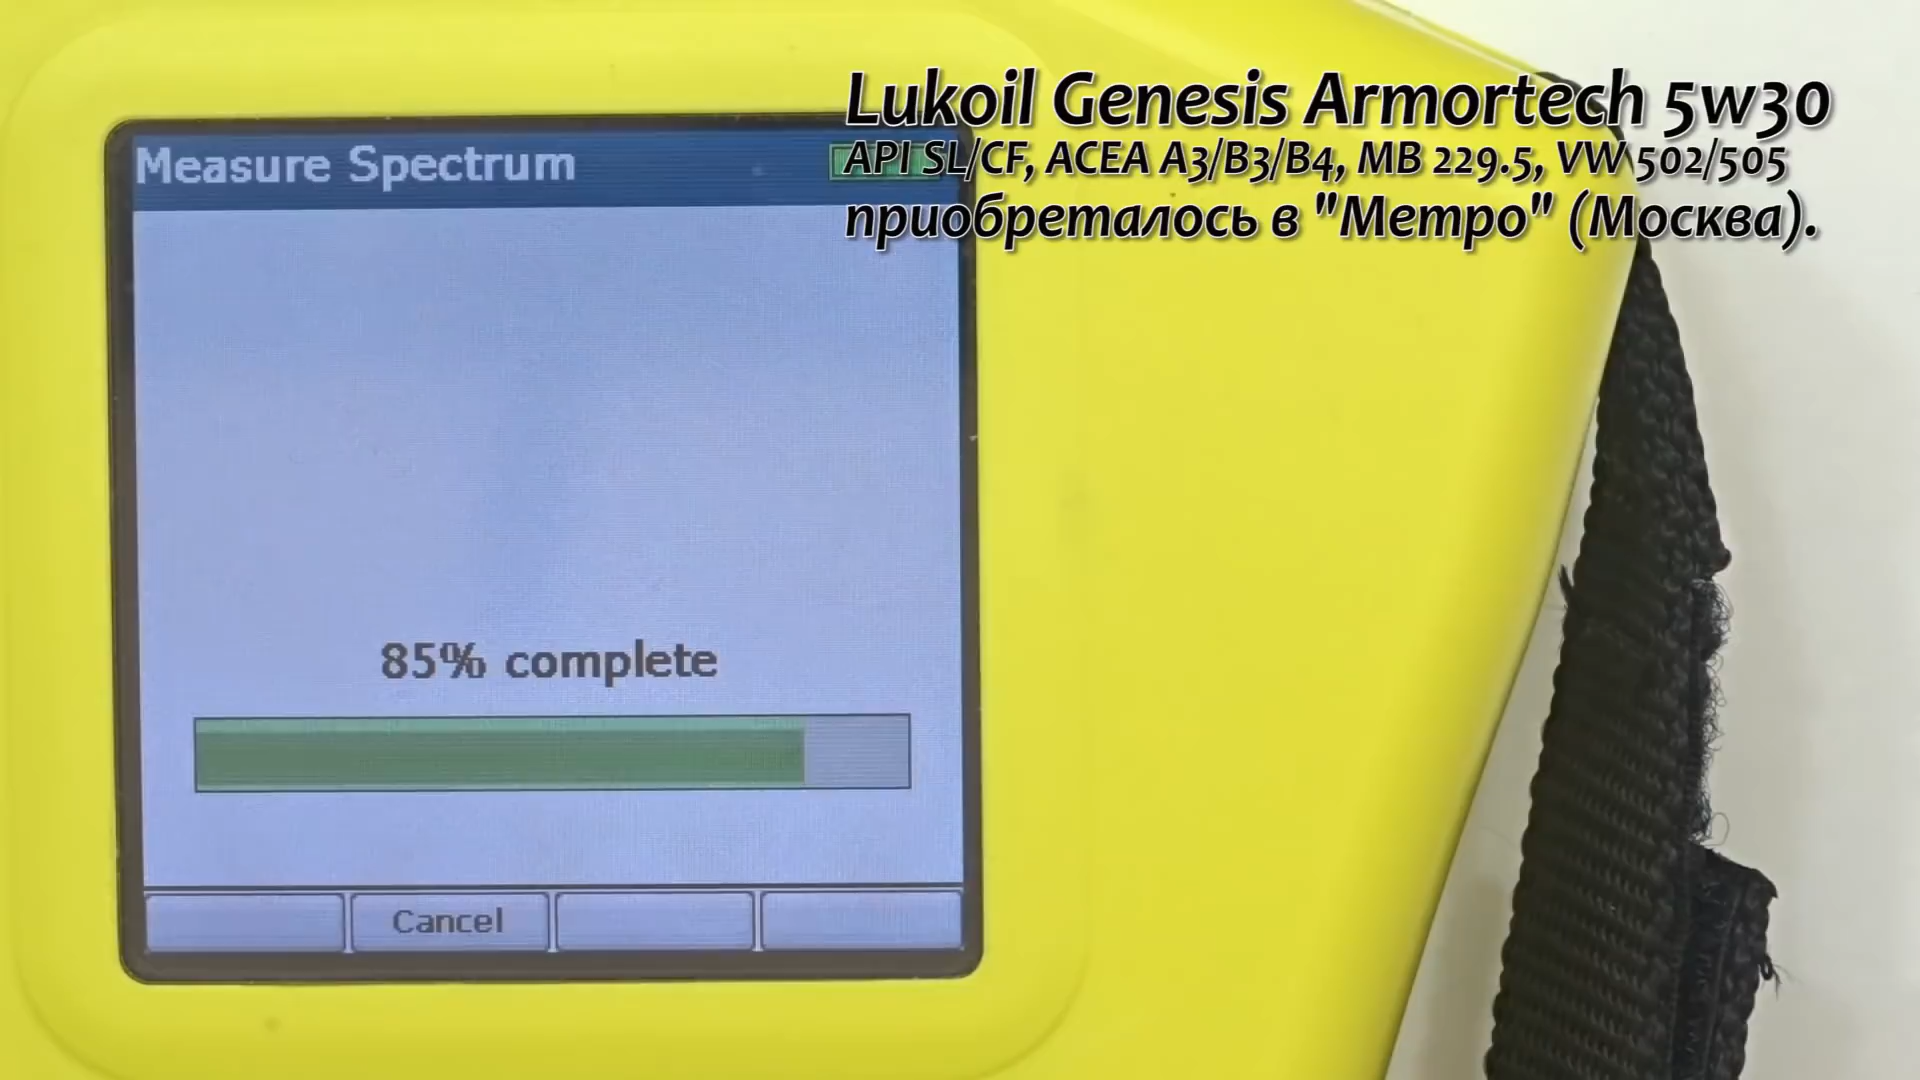 Lukoil Genesis Armortech 5w30
API SL/CF, ACEA A3/B3/B4, MB 229.5, VW 502/505
приобреталось в "Метро" (Москва).
Measure Spectrum
85% complete
Cancel